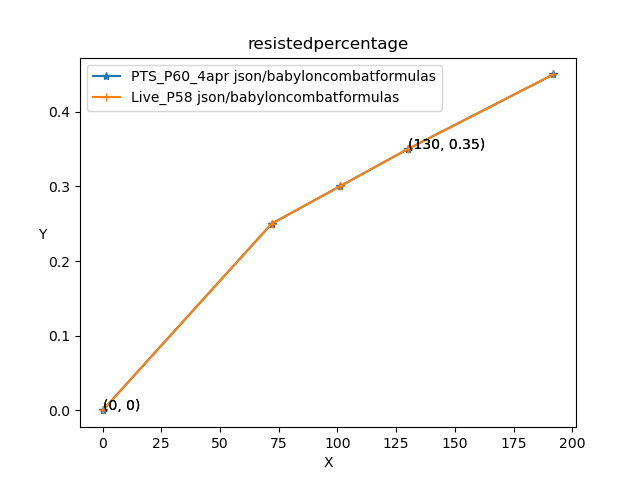 resistedpercentage
PTS_P60_4apr json/babyloncombatformulas
Live_P58 json/babyloncombatformulas
0.4
(130, 0.35)
0.3
Y
0.2
0.1
0.0
(0, 0)
0 25 50 75 100 125 150 175 200
X